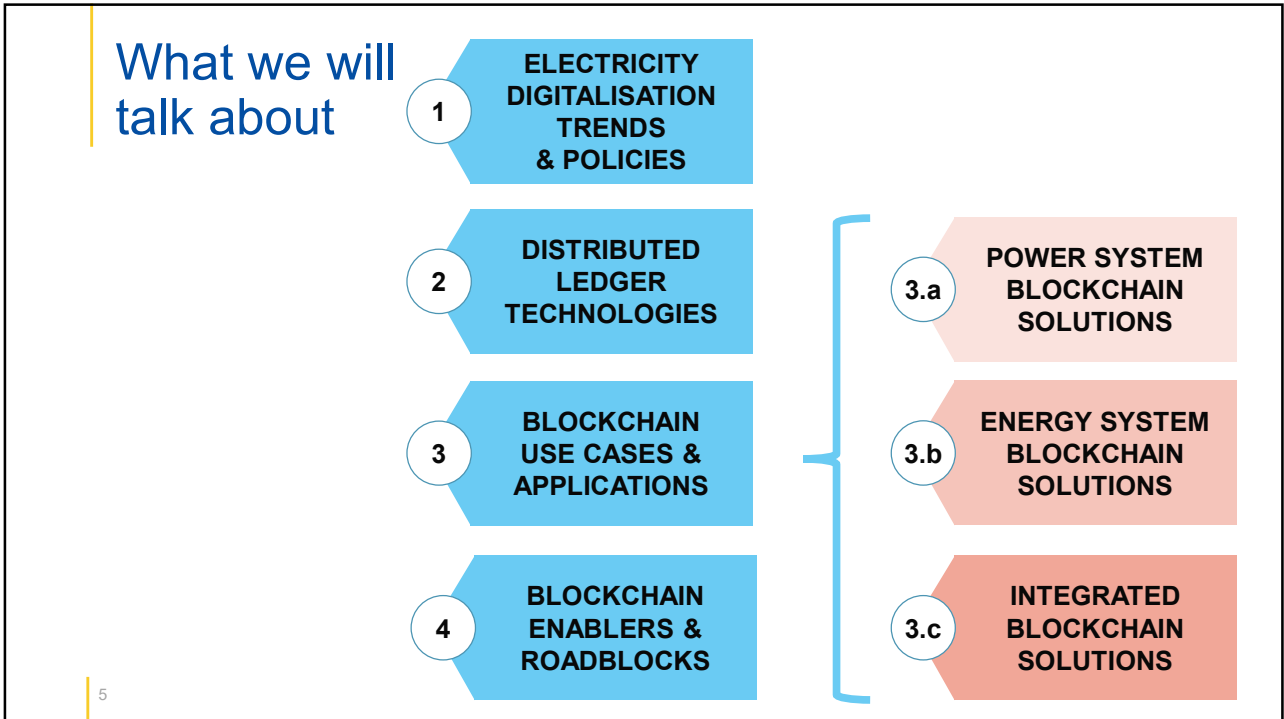 What we will
talk about
1
ELECTRICITY
DIGITALISATION
TRENDS
& POLICIES
2
DISTRIBUTED
LEDGER
TECHNOLOGIES
3
BLOCKCHAIN
USE CASES &
APPLICATIONS
4
BLOCKCHAIN
ENABLERS &
ROADBLOCKS
3.a
POWER SYSTEM
BLOCKCHAIN
SOLUTIONS
3.b
ENERGY SYSTEM
BLOCKCHAIN
SOLUTIONS
3.c
INTEGRATED
BLOCKCHAIN
SOLUTIONS
5